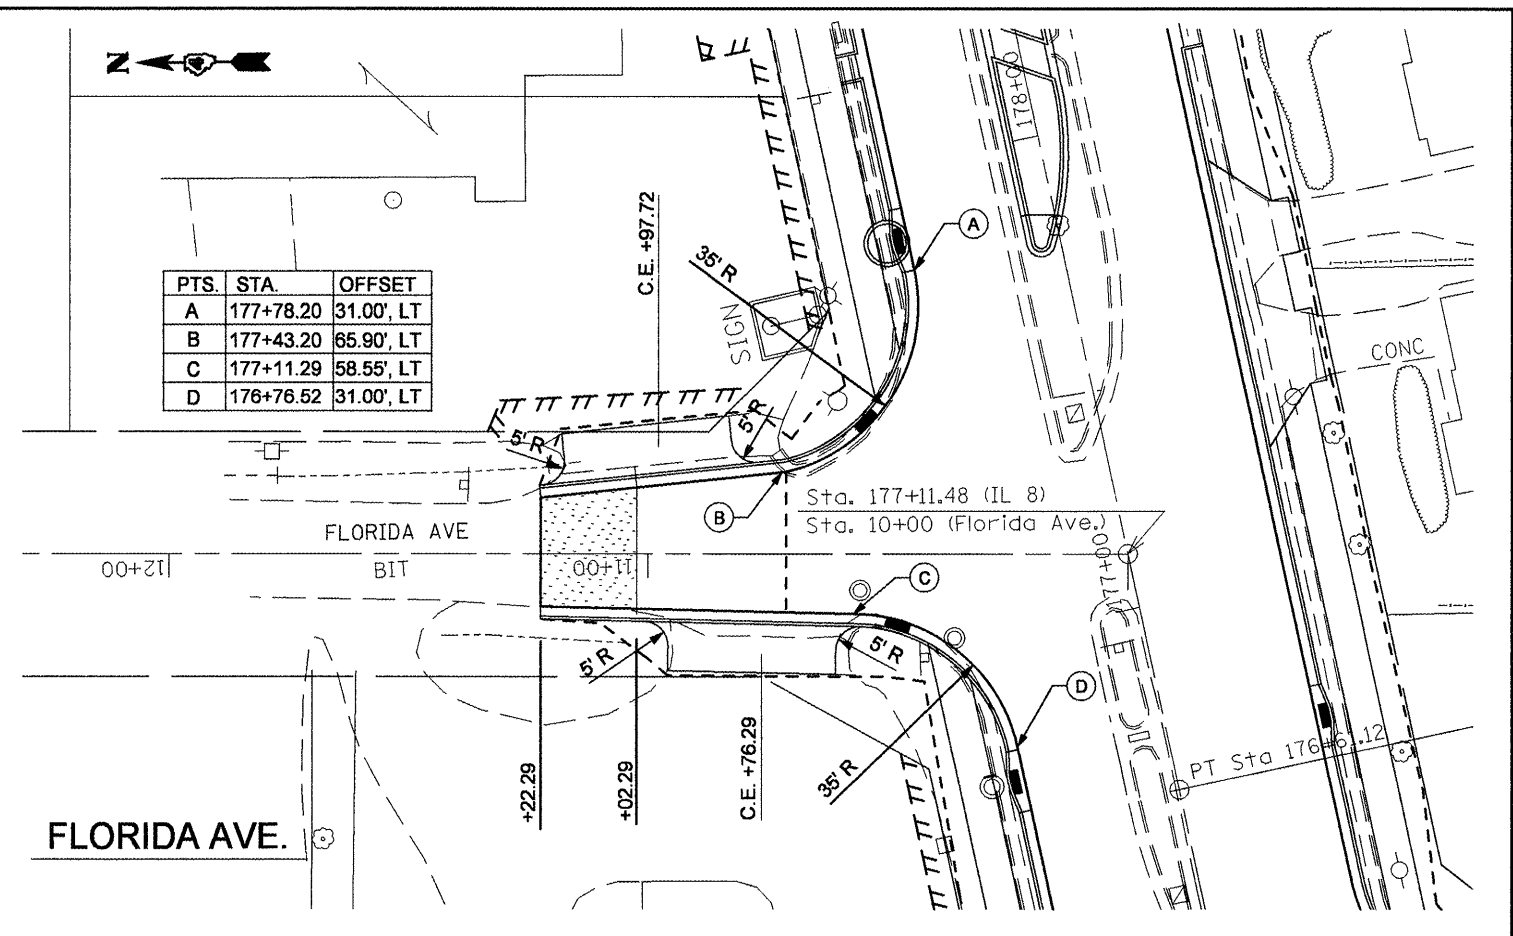 N
178+00
C.E. +97.72
35' R
A
SIGN
PTS. STA. OFFSET
A 177+78.20 31.00', LT
B 177+43.20 65.90', LT
C 177+11.29 58.55', LT
D 176+76.52 31.00', LT
CONC
5' R
5' R
B
Sta. 177+11.48 (IL 8)
Sta. 10+00 (Florida Ave.)
FLORIDA AVE
12+00
BIT
11+00
177+00
C
5' R
5' R
D
+22.29
+02.29
C.E. +76.29
35' R
PT Sta 176+61.12
FLORIDA AVE.